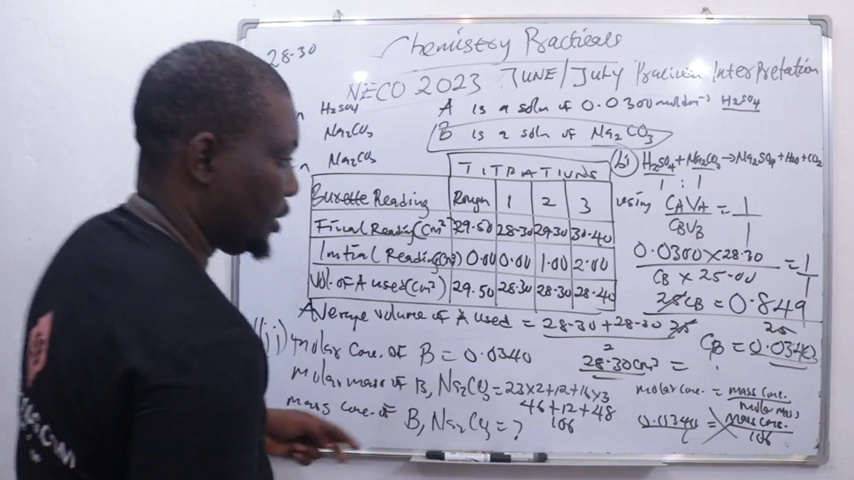 28-30
Chemistry Practicals
NECO 2023 JUNE/JULY Practical Interpretation
H₂SO₄
A is a soln of 0.0300moldm⁻³ H₂SO₄
Na₂CO₃
B is a soln of Na₂CO₃
Na₂CO₃
TITRATIONS
Burette Reading Rough 1 2 3
Final Reading(cm³) 29.50 28.30 29.30 30.40
Initial Reading(cm³) 0.00 0.00 1.00 2.00
Vol. of A used(cm³) 29.50 28.30 28.30 28.40
Average volume of A used = 28.30+28.30
2
28.30cm³ =
H₂SO₄+Na₂CO₃→Na₂SO₄+H₂O+CO₂
1 : 1
using CAVA = 1
CBVB 1
0.0300×28.30 = 1
CB × 25.00 1
25CB = 0.849
25 25
CB = 0.0340
(ii) molar conc. of B = 0.0340
molar mass of B, Na₂CO₃ = 23×2+12+16×3
46+12+48
106
mass conc. of B, Na₂CO₃ = ?
molar conc. = mass conc.
molar mass
0.0340 = mass conc.
1 106